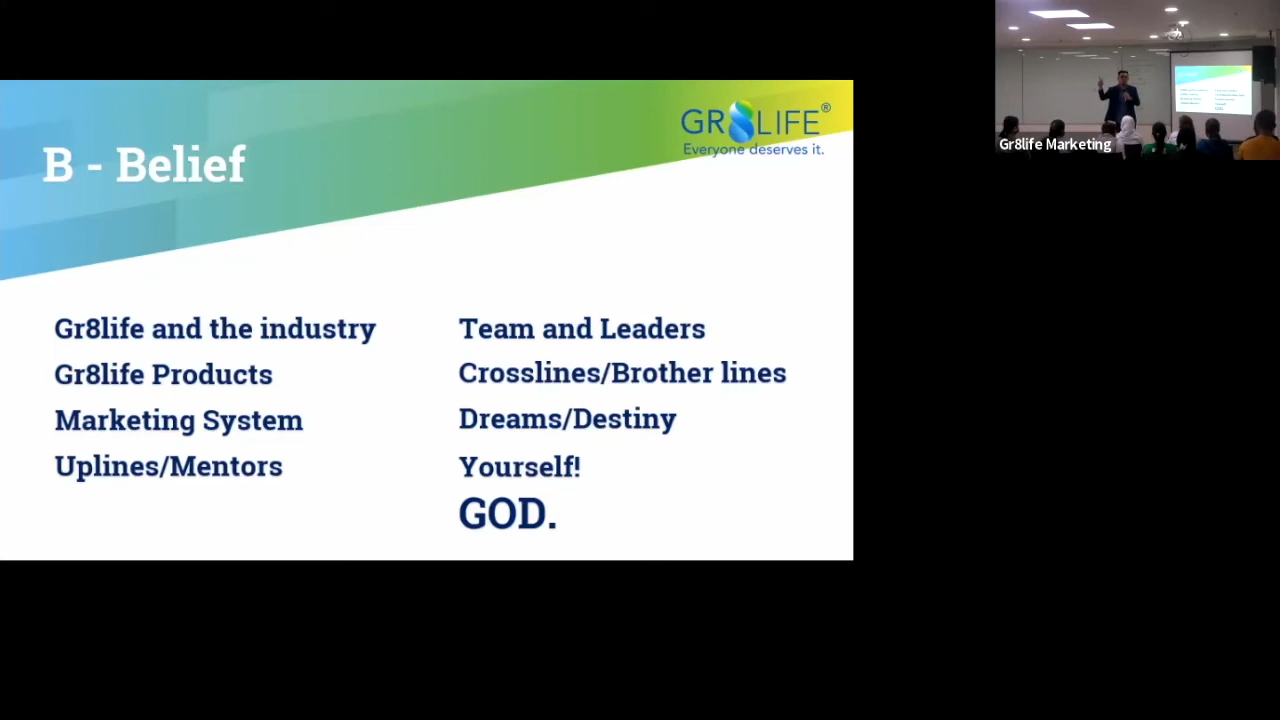 B - Belief
GR8LIFE®
Everyone deserves it.
Gr8life and the industry
Gr8life Products
Marketing System
Uplines/Mentors
Team and Leaders
Crosslines/Brother lines
Dreams/Destiny
Yourself!
GOD.
Gr8life Marketing